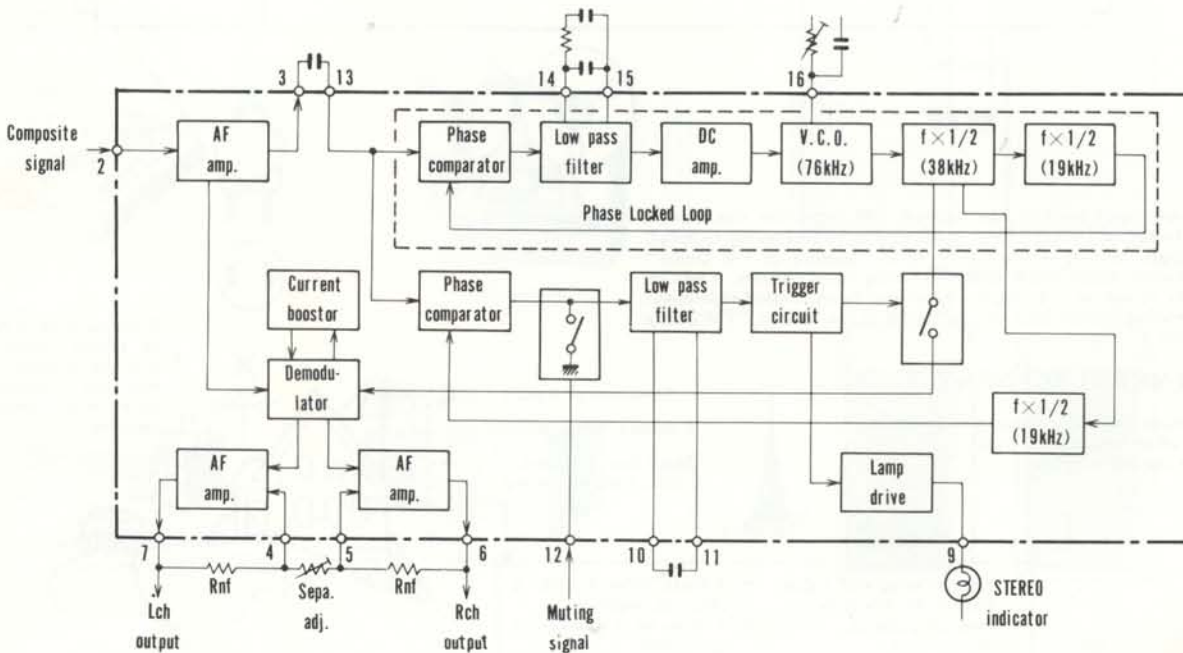 3
13
14
15
16
Composite
signal
2
AF
amp.
Phase
comparator
Low pass
filter
DC
amp.
V.C.O.
(76kHz)
f×1/2
(38kHz)
f×1/2
(19kHz)
Phase Locked Loop
Current
boostor
Phase
comparator
Low pass
filter
Trigger
circuit
Demodu-
lator
f×1/2
(19kHz)
AF
amp.
AF
amp.
Lamp
drive
7
4
5
6
12
10
11
9
Rnf
Sepa.
adj.
Rnf
Lch
output
Rch
output
Muting
signal
STEREO
indicator